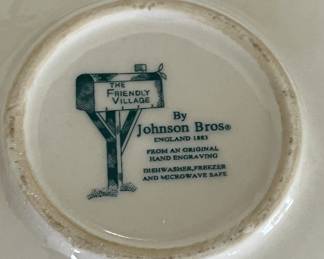 THE
FRIENDLY
VILLAGE
By
Johnson Bros®
ENGLAND 1883
FROM AN ORIGINAL
HAND ENGRAVING
DISHWASHER, FREEZER
AND MICROWAVE SAFE